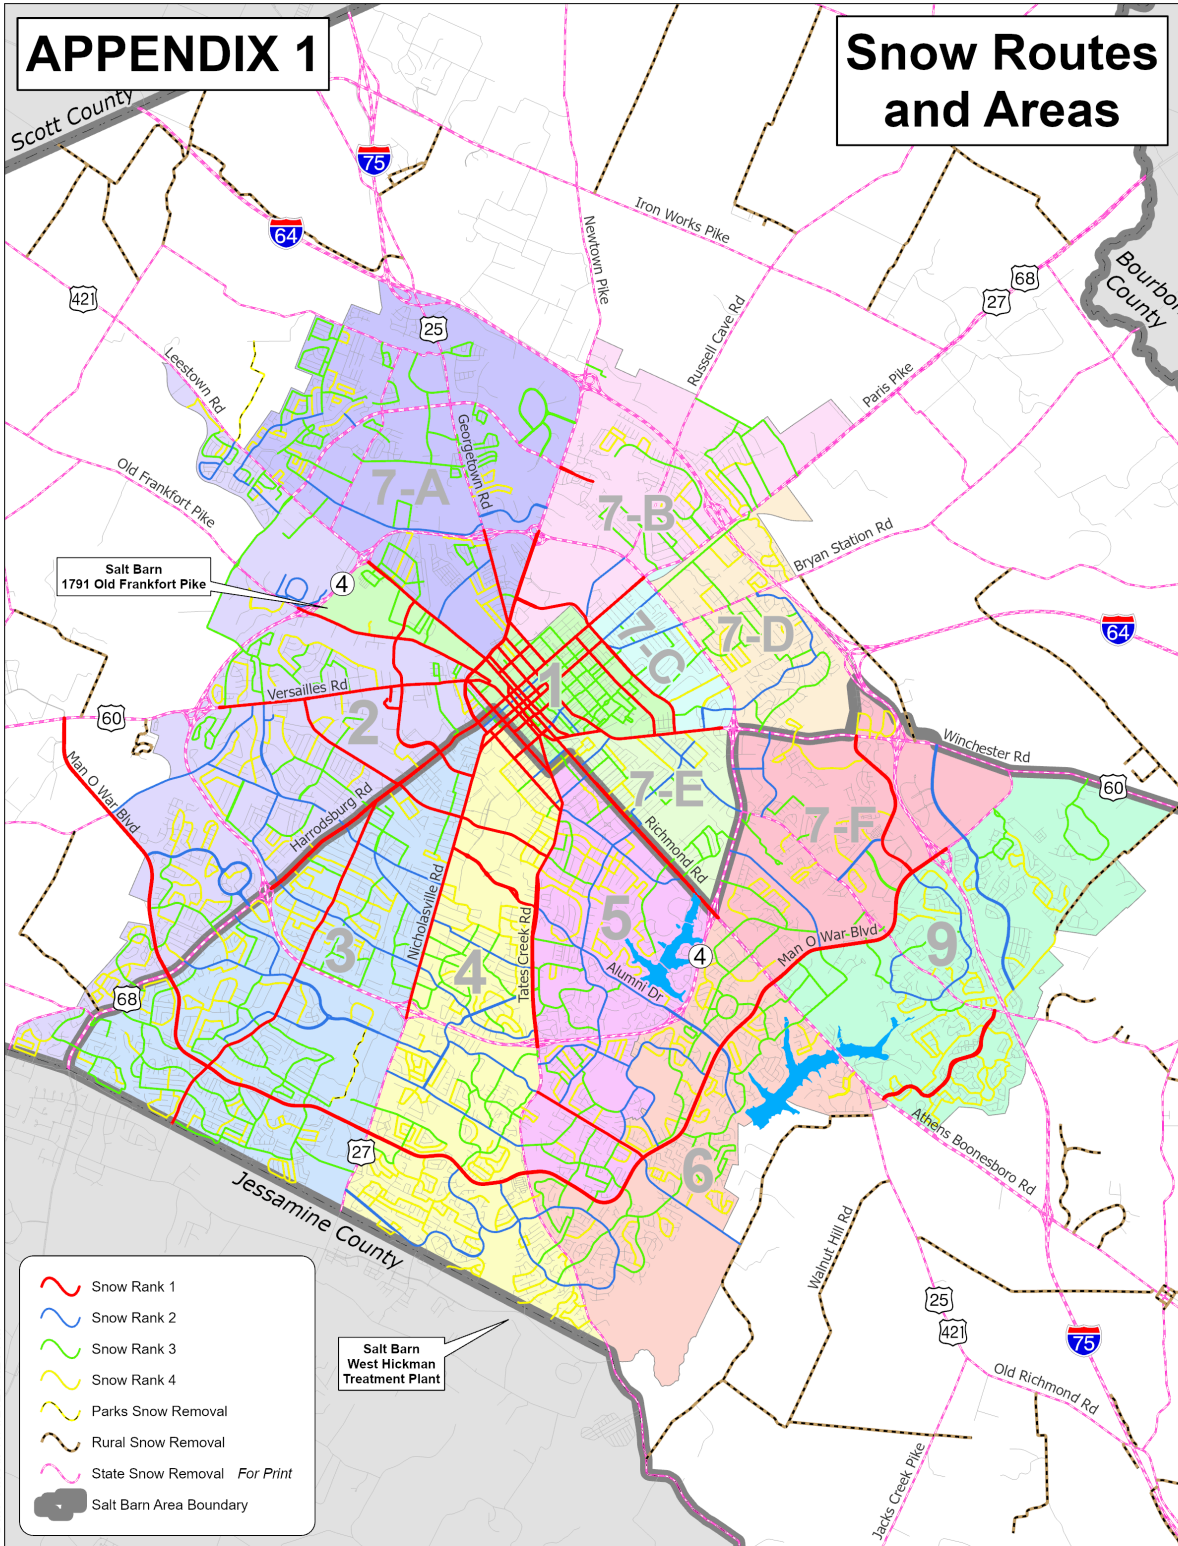 APPENDIX 1
Snow Routes
and Areas
Scott County
75
64
421
25
Iron Works Pike
Newtown Pike
Russell Cave Rd
68
27
Bourbon
County
Paris Pike
Leestown Rd
Georgetown Rd
Old Frankfort Pike
7-A
7-B
Bryan Station Rd
Salt Barn
1791 Old Frankfort Pike
4
7-C
7-D
64
1
Versailles Rd
60
2
Winchester Rd
60
Man O War Blvd
Harrodsburg Rd
7-E
7-F
Richmond Rd
Nicholasville Rd
Tates Creek Rd
5
3
4
9
Man O War Blvd
4
Alumni Dr
68
27
6
Athens Boonesboro Rd
Jessamine County
Walnut Hill Rd
25
421
75
Old Richmond Rd
Jacks Creek Pike
Salt Barn
West Hickman
Treatment Plant
Snow Rank 1
Snow Rank 2
Snow Rank 3
Snow Rank 4
Parks Snow Removal
Rural Snow Removal
State Snow Removal For Print
Salt Barn Area Boundary